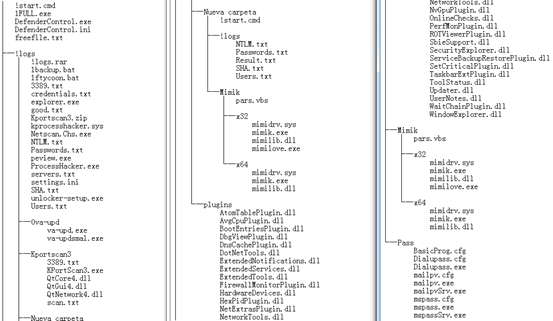 !start.cmd
1FULL.exe
DefenderControl.exe
DefenderControl.ini
freefile.txt
!logs
!logs.rar
1backup.bat
1ftycoon.bat
3389.txt
credentials.txt
explorer.exe
good.txt
Kportscan3.zip
kprocesshacker.sys
Netscan.Chs.exe
NTLM.txt
Passwords.txt
peview.exe
ProcessHacker.exe
servers.txt
settings.ini
SHA.txt
unlocker-setup.exe
Users.txt
Ova-upd
va-upd.exe
va-updsmal.exe
Kportscan3
3389.txt
KPortScan3.exe
QtCore4.dll
QtGui4.dll
QtNetwork4.dll
scan.txt
Nueva carpeta
Nueva carpeta
!start.cmd
!logs
NTLM.txt
Passwords.txt
Result.txt
SHA.txt
Users.txt
Mimik
pars.vbs
x32
mimidrv.sys
mimik.exe
mimilib.dll
mimilove.exe
x64
mimidrv.sys
mimik.exe
mimilib.dll
plugins
AtomTablePlugin.dll
AvgCpuPlugin.dll
BootEntriesPlugin.dll
DbgViewPlugin.dll
DnsCachePlugin.dll
DotNetTools.dll
ExtendedNotifications.dll
ExtendedServices.dll
ExtendedTools.dll
FirewallMonitorPlugin.dll
HardwareDevices.dll
HexPidPlugin.dll
NetExtrasPlugin.dll
NetworkTools.dll
NetworkTools.dll
NvGpuPlugin.dll
OnlineChecks.dll
PerfMonPlugin.dll
ROTViewerPlugin.dll
SbieSupport.dll
SecurityExplorer.dll
ServiceBackupRestorePlugin.dll
SetCriticalPlugin.dll
TaskbarExtPlugin.dll
ToolStatus.dll
Updater.dll
UserNotes.dll
WaitChainPlugin.dll
WindowExplorer.dll
Mimik
pars.vbs
x32
mimidrv.sys
mimik.exe
mimilib.dll
mimilove.exe
x64
mimidrv.sys
mimik.exe
mimilib.dll
Pass
BasicProg.cfg
Dialupass.cfg
Dialupass.exe
mailpv.cfg
mailpv.exe
mailpvSrv.exe
mspass.cfg
mspass.exe
mspassSrv.exe